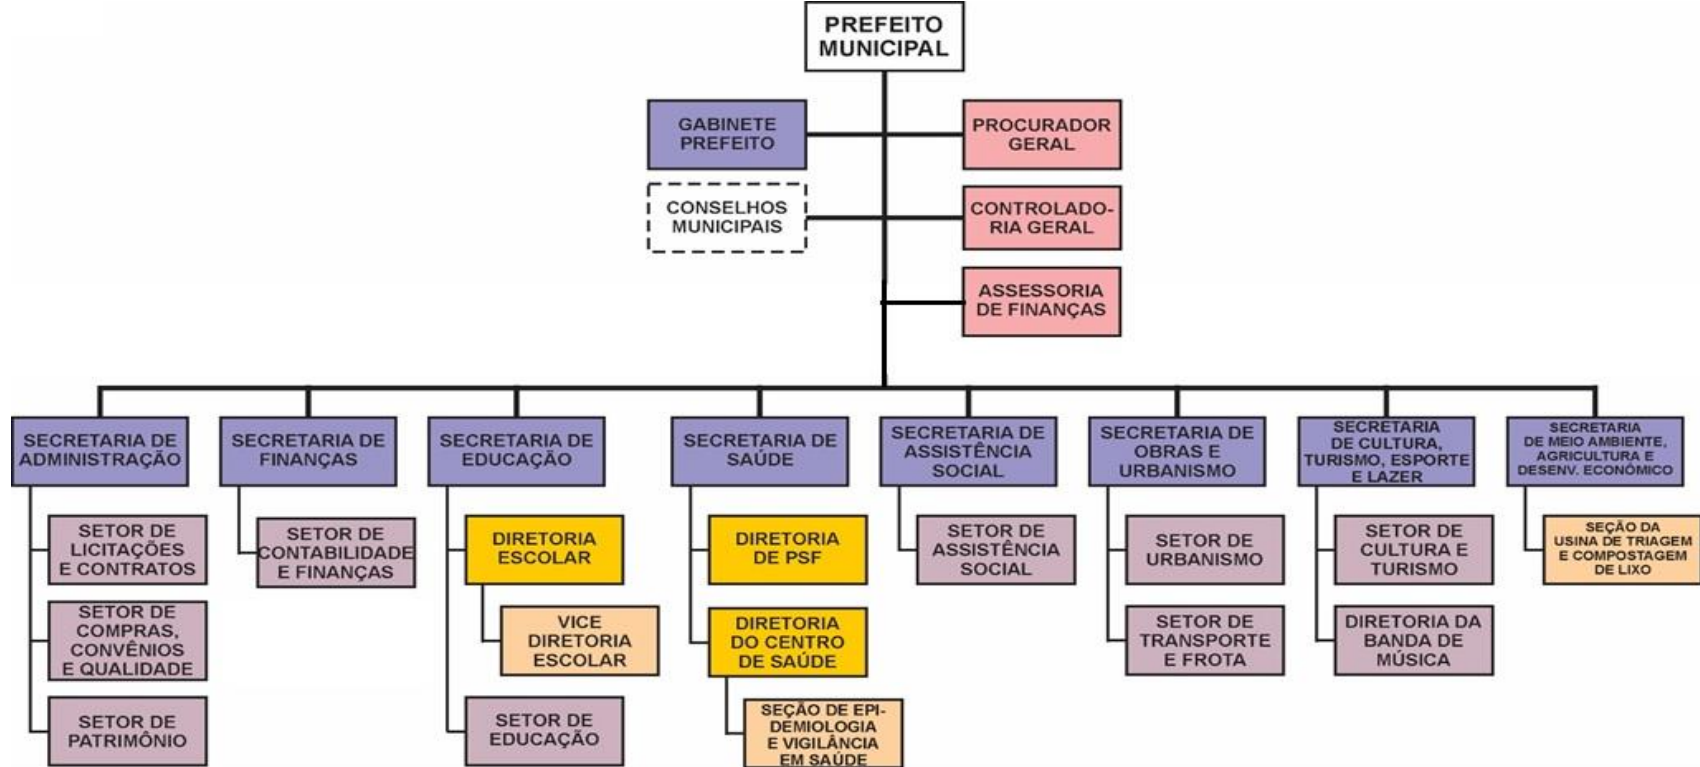 PREFEITO
MUNICIPAL
GABINETE
PREFEITO
PROCURADOR
GERAL
CONSELHOS
MUNICIPAIS
CONTROLADO-
RIA GERAL
ASSESSORIA
DE FINANÇAS
SECRETARIA DE
ADMINISTRAÇÃO
SECRETARIA DE
FINANÇAS
SECRETARIA DE
EDUCAÇÃO
SECRETARIA DE
SAÚDE
SECRETARIA DE
ASSISTÊNCIA
SOCIAL
SECRETARIA DE
OBRAS E
URBANISMO
SECRETARIA
DE CULTURA,
TURISMO, ESPORTE
E LAZER
SECRETARIA
DE MEIO AMBIENTE,
AGRICULTURA E
DESENV. ECONÔMICO
SETOR DE
LICITAÇÕES
E CONTRATOS
SETOR DE
CONTABILIDADE
E FINANÇAS
DIRETORIA
ESCOLAR
DIRETORIA
DE PSF
SETOR DE
ASSISTÊNCIA
SOCIAL
SETOR DE
URBANISMO
SETOR DE
CULTURA E
TURISMO
SEÇÃO DA
USINA DE TRIAGEM
E COMPOSTAGEM
DE LIXO
SETOR DE
COMPRAS,
CONVÊNIOS
E QUALIDADE
VICE
DIRETORIA
ESCOLAR
DIRETORIA
DO CENTRO
DE SAÚDE
SETOR DE
TRANSPORTE
E FROTA
DIRETORIA DA
BANDA DE
MÚSICA
SETOR DE
PATRIMÔNIO
SETOR DE
EDUCAÇÃO
SEÇÃO DE EPI-
DEMIOLOGIA
E VIGILÂNCIA
EM SAÚDE